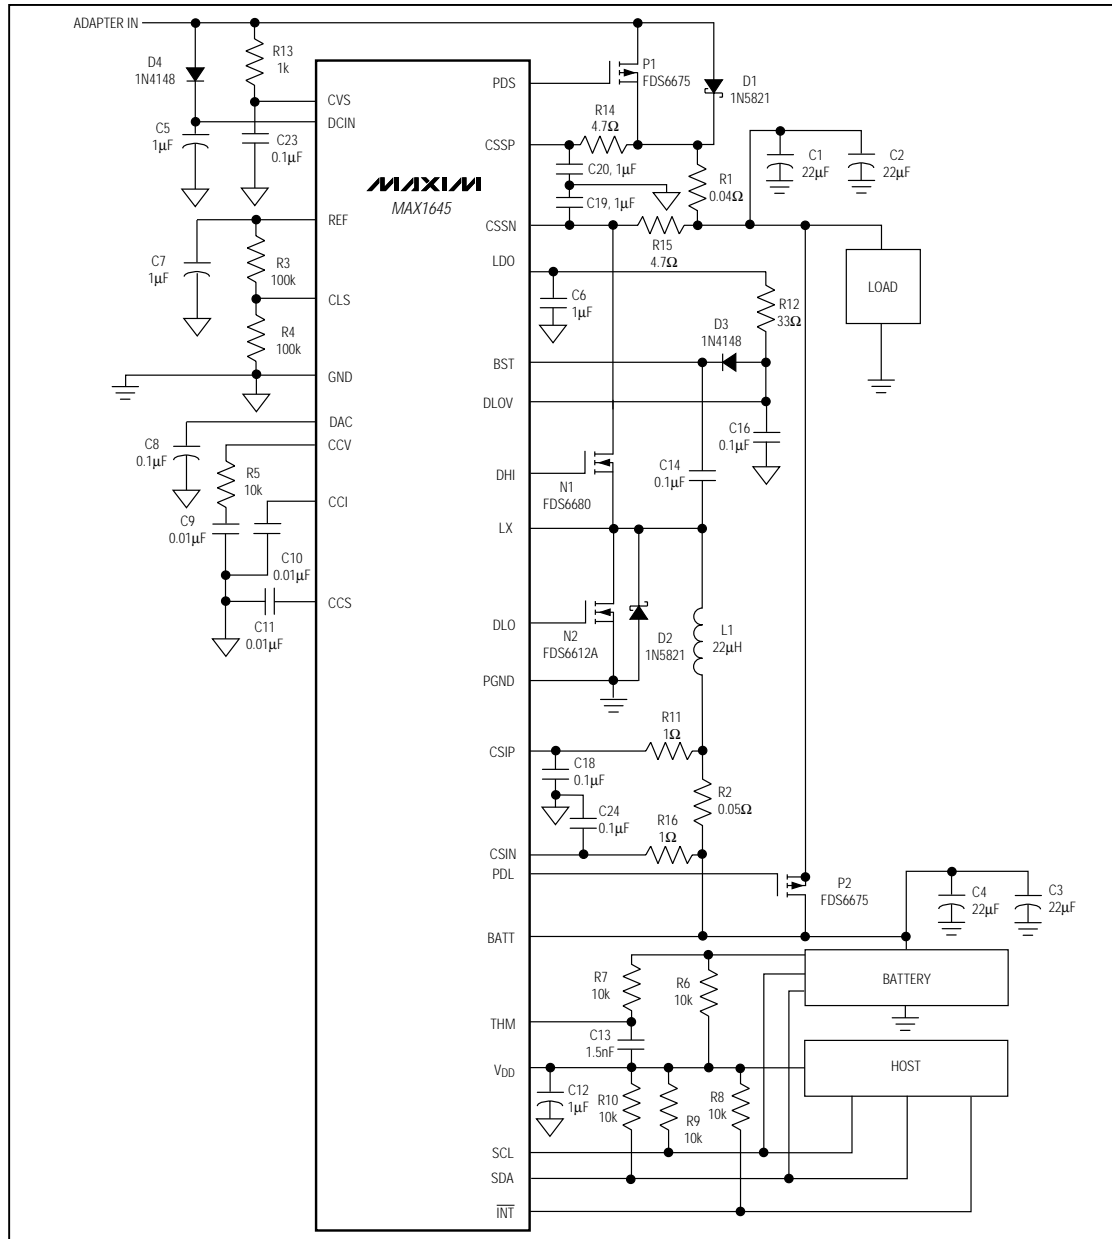 ADAPTER IN
D4
1N4148
R13
1k
C5
1µF
C23
0.1µF
CVS
DCIN
PDS
P1
FDS6675
D1
1N5821
R14
4.7Ω
CSSP
C20, 1µF
C19, 1µF
R1
0.04Ω
C1
22µF
C2
22µF
MAXIM
MAX1645
REF
CSSN
R15
4.7Ω
C7
1µF
R3
100k
LDO
C6
1µF
R12
33Ω
LOAD
CLS
R4
100k
D3
1N4148
BST
GND
DLOV
DAC
C8
0.1µF
CCV
R5
10k
C16
0.1µF
C14
0.1µF
DHI
N1
FDS6680
CCI
C9
0.01µF
C10
0.01µF
LX
CCS
C11
0.01µF
DLO
N2
FDS6612A
D2
1N5821
L1
22µH
PGND
R11
1Ω
CSIP
C18
0.1µF
R2
0.05Ω
C24
0.1µF
R16
1Ω
CSIN
PDL
P2
FDS6675
C4
22µF
C3
22µF
BATT
R7
10k
R6
10k
BATTERY
THM
C13
1.5nF
VDD
HOST
C12
1µF
R10
10k
R9
10k
R8
10k
SCL
SDA
INT